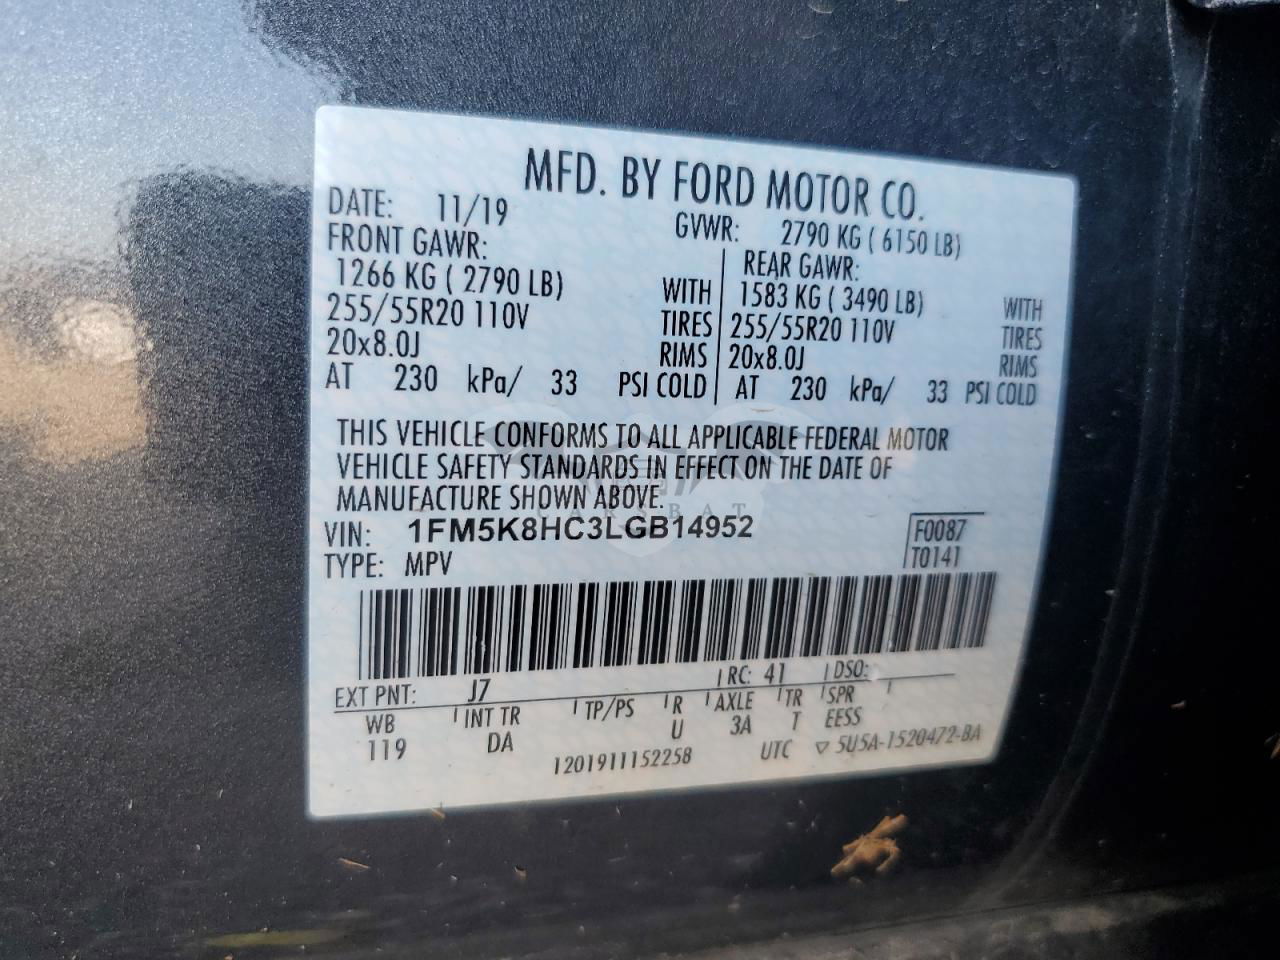 MFD. BY FORD MOTOR CO.
DATE: 11/19 GVWR: 2790 KG ( 6150 LB)
FRONT GAWR: REAR GAWR:
1266 KG ( 2790 LB) WITH 1583 KG ( 3490 LB) WITH
255/55R20 110V TIRES 255/55R20 110V TIRES
20x8.0J RIMS 20x8.0J RIMS
AT 230 kPa/ 33 PSI COLD AT 230 kPa/ 33 PSI COLD
THIS VEHICLE CONFORMS TO ALL APPLICABLE FEDERAL MOTOR
VEHICLE SAFETY STANDARDS IN EFFECT ON THE DATE OF
MANUFACTURE SHOWN ABOVE.
CARSBAT
VIN: 1FM5K8HC3LGB14952 F0087
TYPE: MPV T0141
EXT PNT: J7 RC: 41 DSO:
WB INT TR TP/PS R AXLE TR SPR
119 DA U 3A T EESS
1201911152258 UTC ▽ 5U5A-1520472-BA